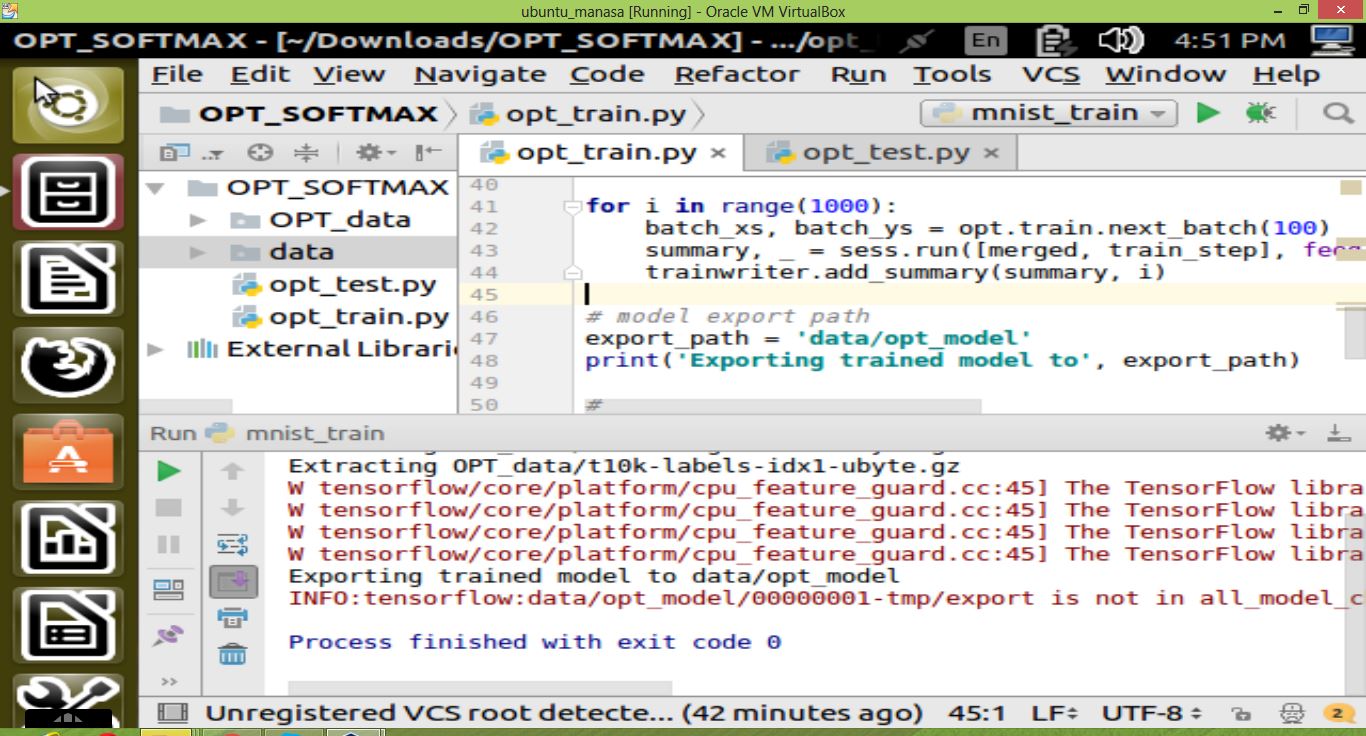 ubuntu_manasa [Running] - Oracle VM VirtualBox
OPT_SOFTMAX - [~/Downloads/OPT_SOFTMAX] - .../opt_ En 4:51 PM
File Edit View Navigate Code Refactor Run Tools VCS Window Help
OPT_SOFTMAX opt_train.py mnist_train
opt_train.py × opt_test.py ×
OPT_SOFTMAX
OPT_data
data
opt_test.py
opt_train.py
External Librari
40
41 for i in range(1000):
42 batch_xs, batch_ys = opt.train.next_batch(100)
43 summary, _ = sess.run([merged, train_step], fee
44 trainwriter.add_summary(summary, i)
45
46 # model export path
47 export_path = 'data/opt_model'
48 print('Exporting trained model to', export_path)
49
50 #
Run mnist_train
Extracting OPT_data/t10k-labels-idx1-ubyte.gz
W tensorflow/core/platform/cpu_feature_guard.cc:45] The TensorFlow libra
W tensorflow/core/platform/cpu_feature_guard.cc:45] The TensorFlow libra
W tensorflow/core/platform/cpu_feature_guard.cc:45] The TensorFlow libra
W tensorflow/core/platform/cpu_feature_guard.cc:45] The TensorFlow libra
Exporting trained model to data/opt_model
INFO:tensorflow:data/opt_model/00000001-tmp/export is not in all_model_c
Process finished with exit code 0
Unregistered VCS root detecte... (42 minutes ago) 45:1 LF UTF-8 2